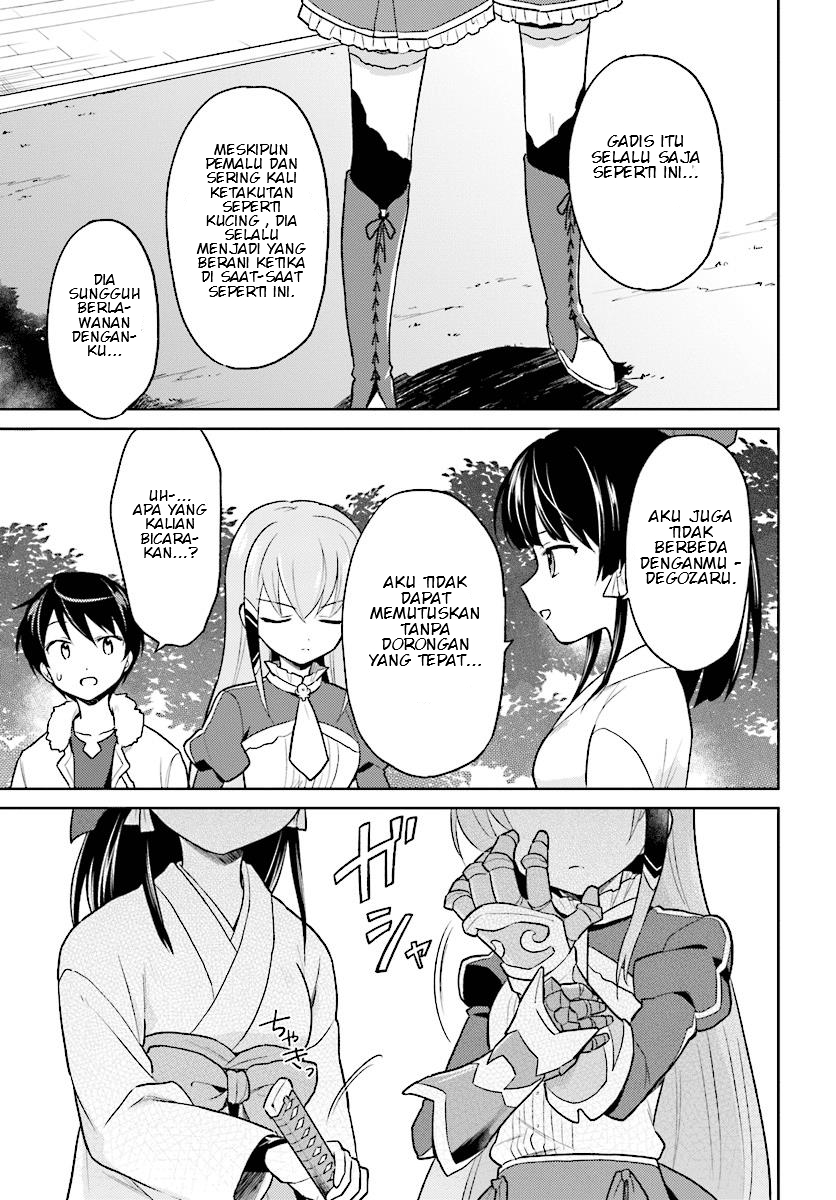 GADIS ITU
SELALU SAJA
SEPERTI INI...
MESKIPUN
PEMALU DAN
SERING KALI
KETAKUTAN
SEPERTI
KUCING , DIA
SELALU
MENJADI YANG
BERANI KETIKA
DI SAAT-SAAT
SEPERTI INI.
DIA
SUNGGUH
BERLA-
WANAN
DENGAN-
KU...
AKU JUGA
TIDAK
BERBEDA
DENGANMU -
DEGOZARU.
AKU TIDAK
DAPAT
MEMUTUSKAN
TANPA
DORONGAN
YANG TEPAT...
UH-...
APA YANG
KALIAN
BICARA-
KAN...?
ガシャ
ちゃきっ